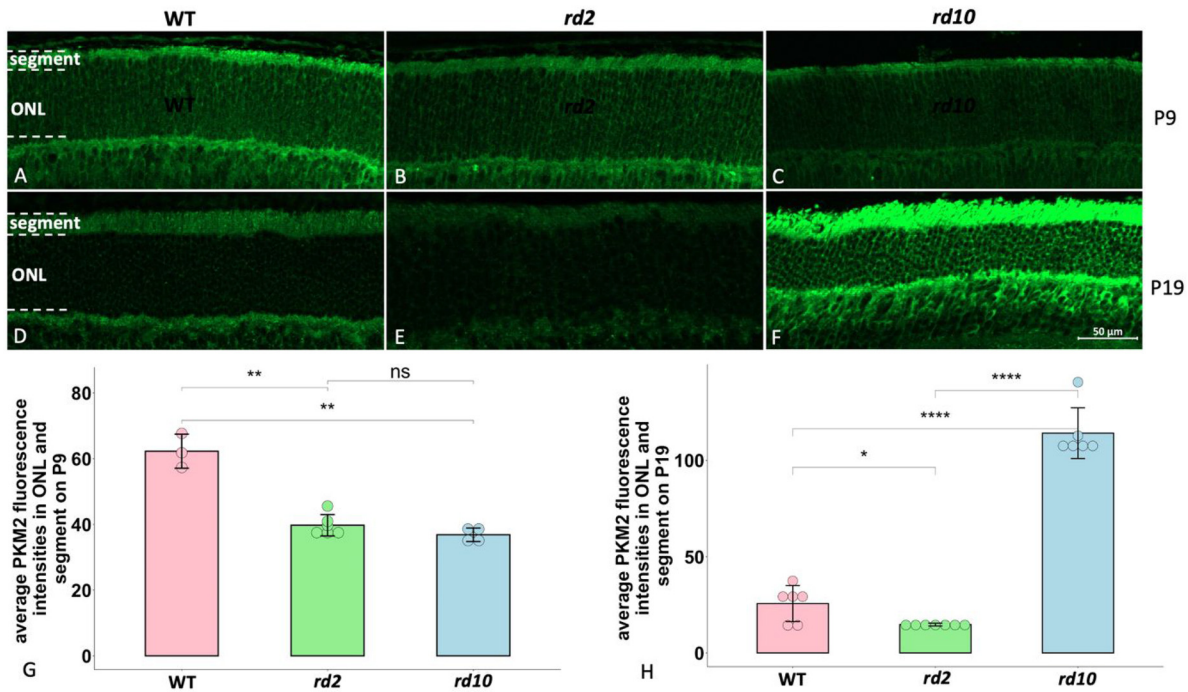 WT rd2 rd10
segment
ONL
WT rd2 rd10
P9
A B C
segment
ONL
P19
D E F
50 µm
average PKM2 fluorescence
intensities in ONL and
segment on P9
80
60
40
20
0
** ns
**
WT rd2 rd10
G
average PKM2 fluorescence
intensities in ONL and
segment on P19
100
50
0
****
****
*
WT rd2 rd10
H